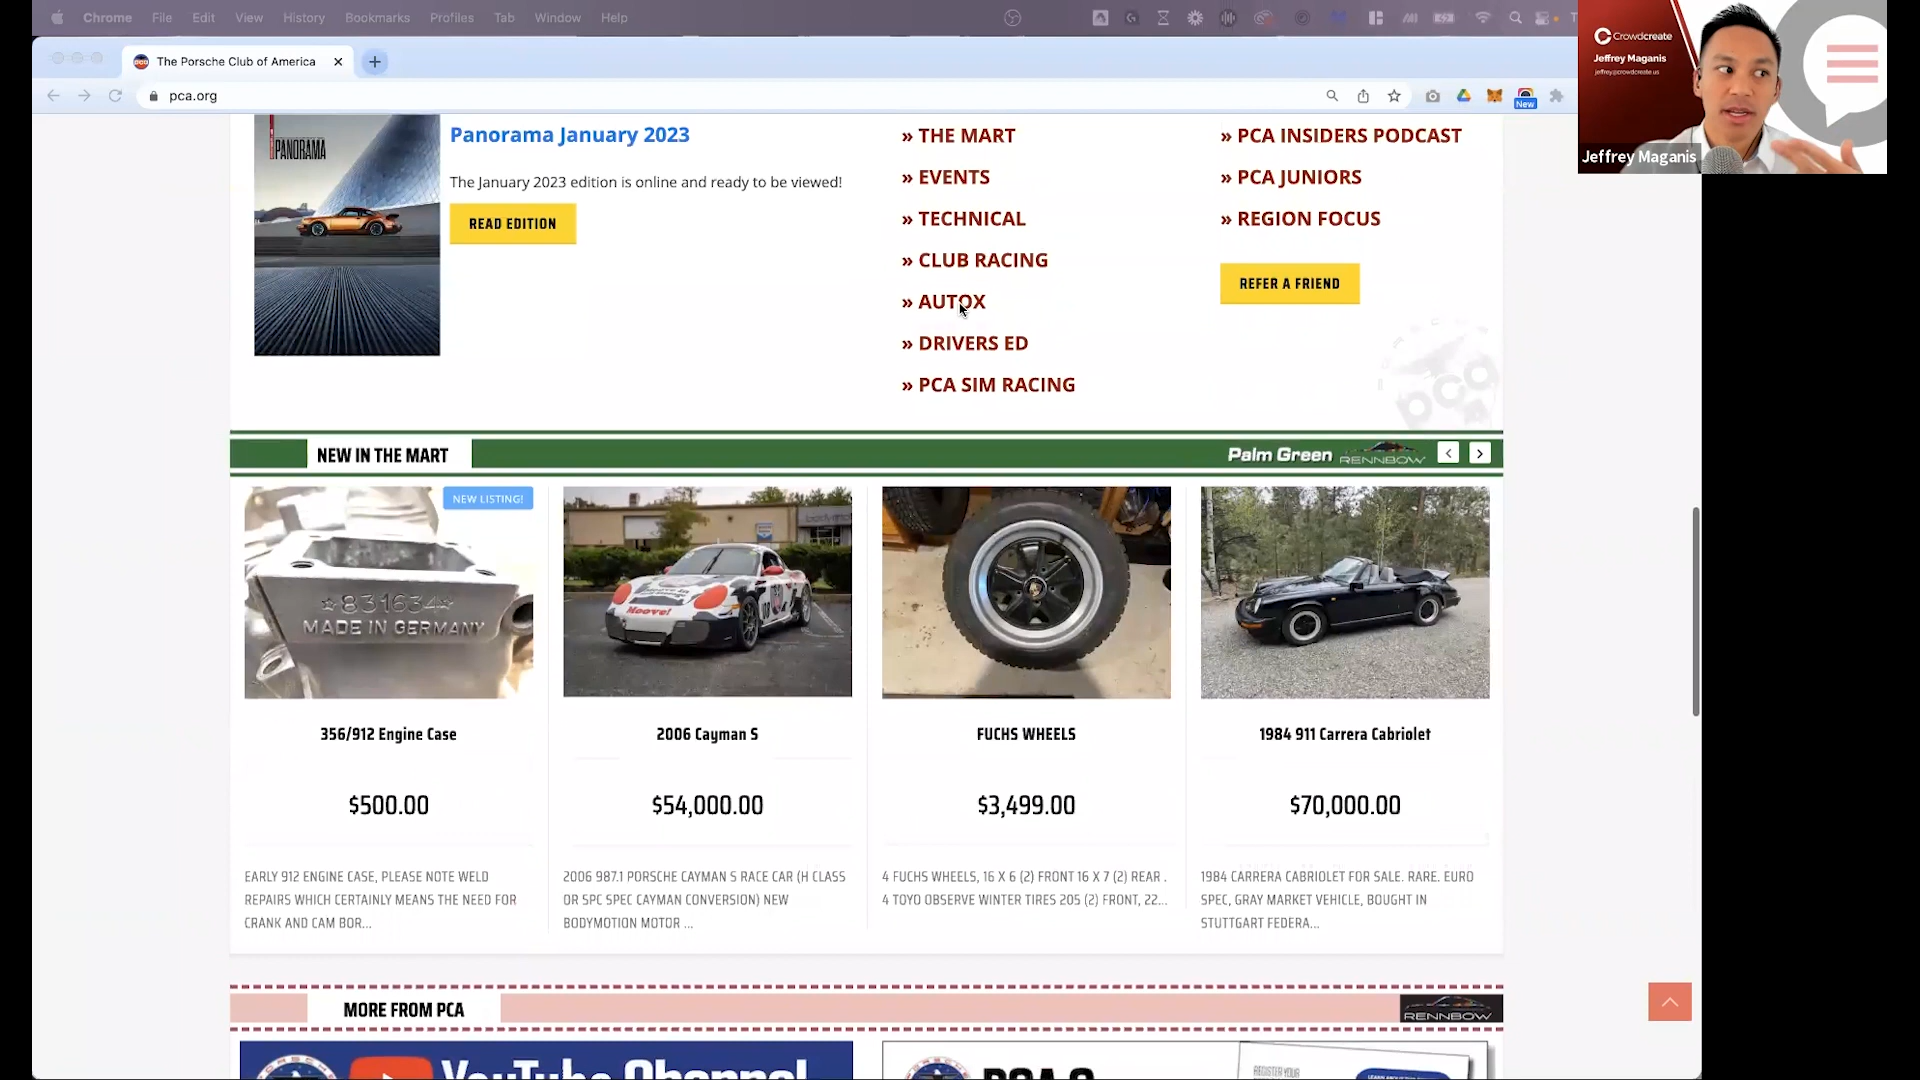 Chrome File Edit View History Bookmarks Profiles Tab Window Help
The Porsche Club of America
pca.org
New
Crowdcreate
Jeffrey Maganis
jeffrey@crowdcreate.us
Jeffrey Maganis
PANORAMA
Panorama January 2023
The January 2023 edition is online and ready to be viewed!
READ EDITION
» THE MART
» EVENTS
» TECHNICAL
» CLUB RACING
» AUTOX
» DRIVERS ED
» PCA SIM RACING
» PCA INSIDERS PODCAST
» PCA JUNIORS
» REGION FOCUS
REFER A FRIEND
pca
NEW IN THE MART
Palm Green RENNBOW
NEW LISTING!
831634
MADE IN GERMANY
Moove!
356/912 Engine Case
$500.00
EARLY 912 ENGINE CASE, PLEASE NOTE WELD
REPAIRS WHICH CERTAINLY MEANS THE NEED FOR
CRANK AND CAM BOR...
2006 Cayman S
$54,000.00
2006 987.1 PORSCHE CAYMAN S RACE CAR (H CLASS
OR SPC SPEC CAYMAN CONVERSION) NEW
BODYMOTION MOTOR ...
FUCHS WHEELS
$3,499.00
4 FUCHS WHEELS, 16 X 6 (2) FRONT 16 X 7 (2) REAR .
4 TOYO OBSERVE WINTER TIRES 205 (2) FRONT, 22...
1984 911 Carrera Cabriolet
$70,000.00
1984 CARRERA CABRIOLET FOR SALE. RARE. EURO
SPEC, GRAY MARKET VEHICLE, BOUGHT IN
STUTTGART FEDERA...
MORE FROM PCA
RENNBOW
YouTube Channel
REGISTER YOUR